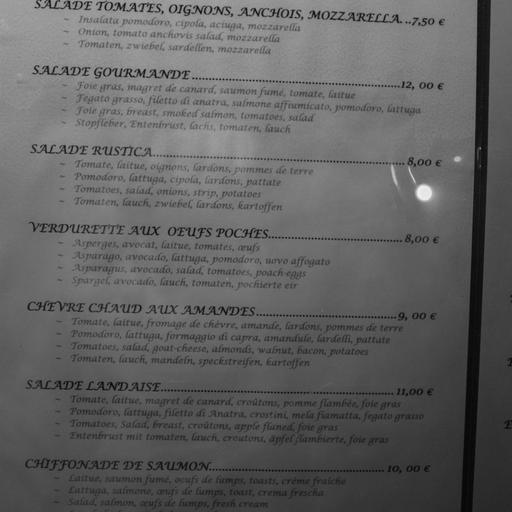 SALADE TOMATES, OIGNONS, ANCHOIS, MOZZARELLA...7,50 €
~ Insalata pomodoro, cipola, aciuga, mozzarella
~ Onion, tomato anchovis salad, mozzarella
~ Tomaten, zwiebel, sardellen, mozzarella
SALADE GOURMANDE...12, 00 €
~ Foie gras, magret de canard, saumon fumé, tomate, laitue
~ Fegato grasso, filetto di anatra, salmone affiumicato, pomodoro, lattuga
~ Foie gras, breast, smoked salmon, tomatoes, salad
~ Stopfleber, Entenbrust, lachs, tomaten, lauch
SALADE RUSTICA...8,00 €
~ Tomate, laitue, oignons, lardons, pommes de terre
~ Pomodoro, lattuga, cipola, lardons, pattate
~ Tomatoes, salad, onions, strip, potatoes
~ Tomaten, lauch, zwiebel, lardons, kartoffen
VERDURETTE AUX OEUFS POCHES...8,00 €
~ Asperges, avocat, laitue, tomates, œufs
~ Asparago, avocado, lattuga, pomodoro, uovo affogato
~ Asparagus, avocado, salad, tomatoes, poach-eggs
~ Spargel, avocado, lauch, tomaten, pochierte eir
CHEVRE CHAUD AUX AMANDES...9, 00 €
~ Tomate, laitue, fromage de chèvre, amande, lardons, pommes de terre
~ Pomodoro, lattuga, formaggio di capra, amandule, lardelli, pattate
~ Tomatoes, salad, goat-cheese, almonds, walnut, bacon, potatoes
~ Tomaten, lauch, mandeln, speckstreifen, kartoffen
SALADE LANDAISE...11,00 €
~ Tomate, laitue, magret de canard, croûtons, pomme flambée, foie gras
~ Pomodoro, lattuga, filetto di Anatra, crostini, mela fiamatta, fegato grasso
~ Tomatoes, Salad, breast, croûtons, apple flaned, foie gras
~ Entenbrust mit tomaten, lauch, croutons, äpfel flambierte, foie gras
CHIFFONADE DE SAUMON...10, 00 €
~ Laitue, saumon fumé, oeufs de lumps, toasts, crème fraîche
~ Lattuga, salmone, œufs de lumps, toast, crema frescha
~ Salad, salmon, œufs de lumps, fresh cream